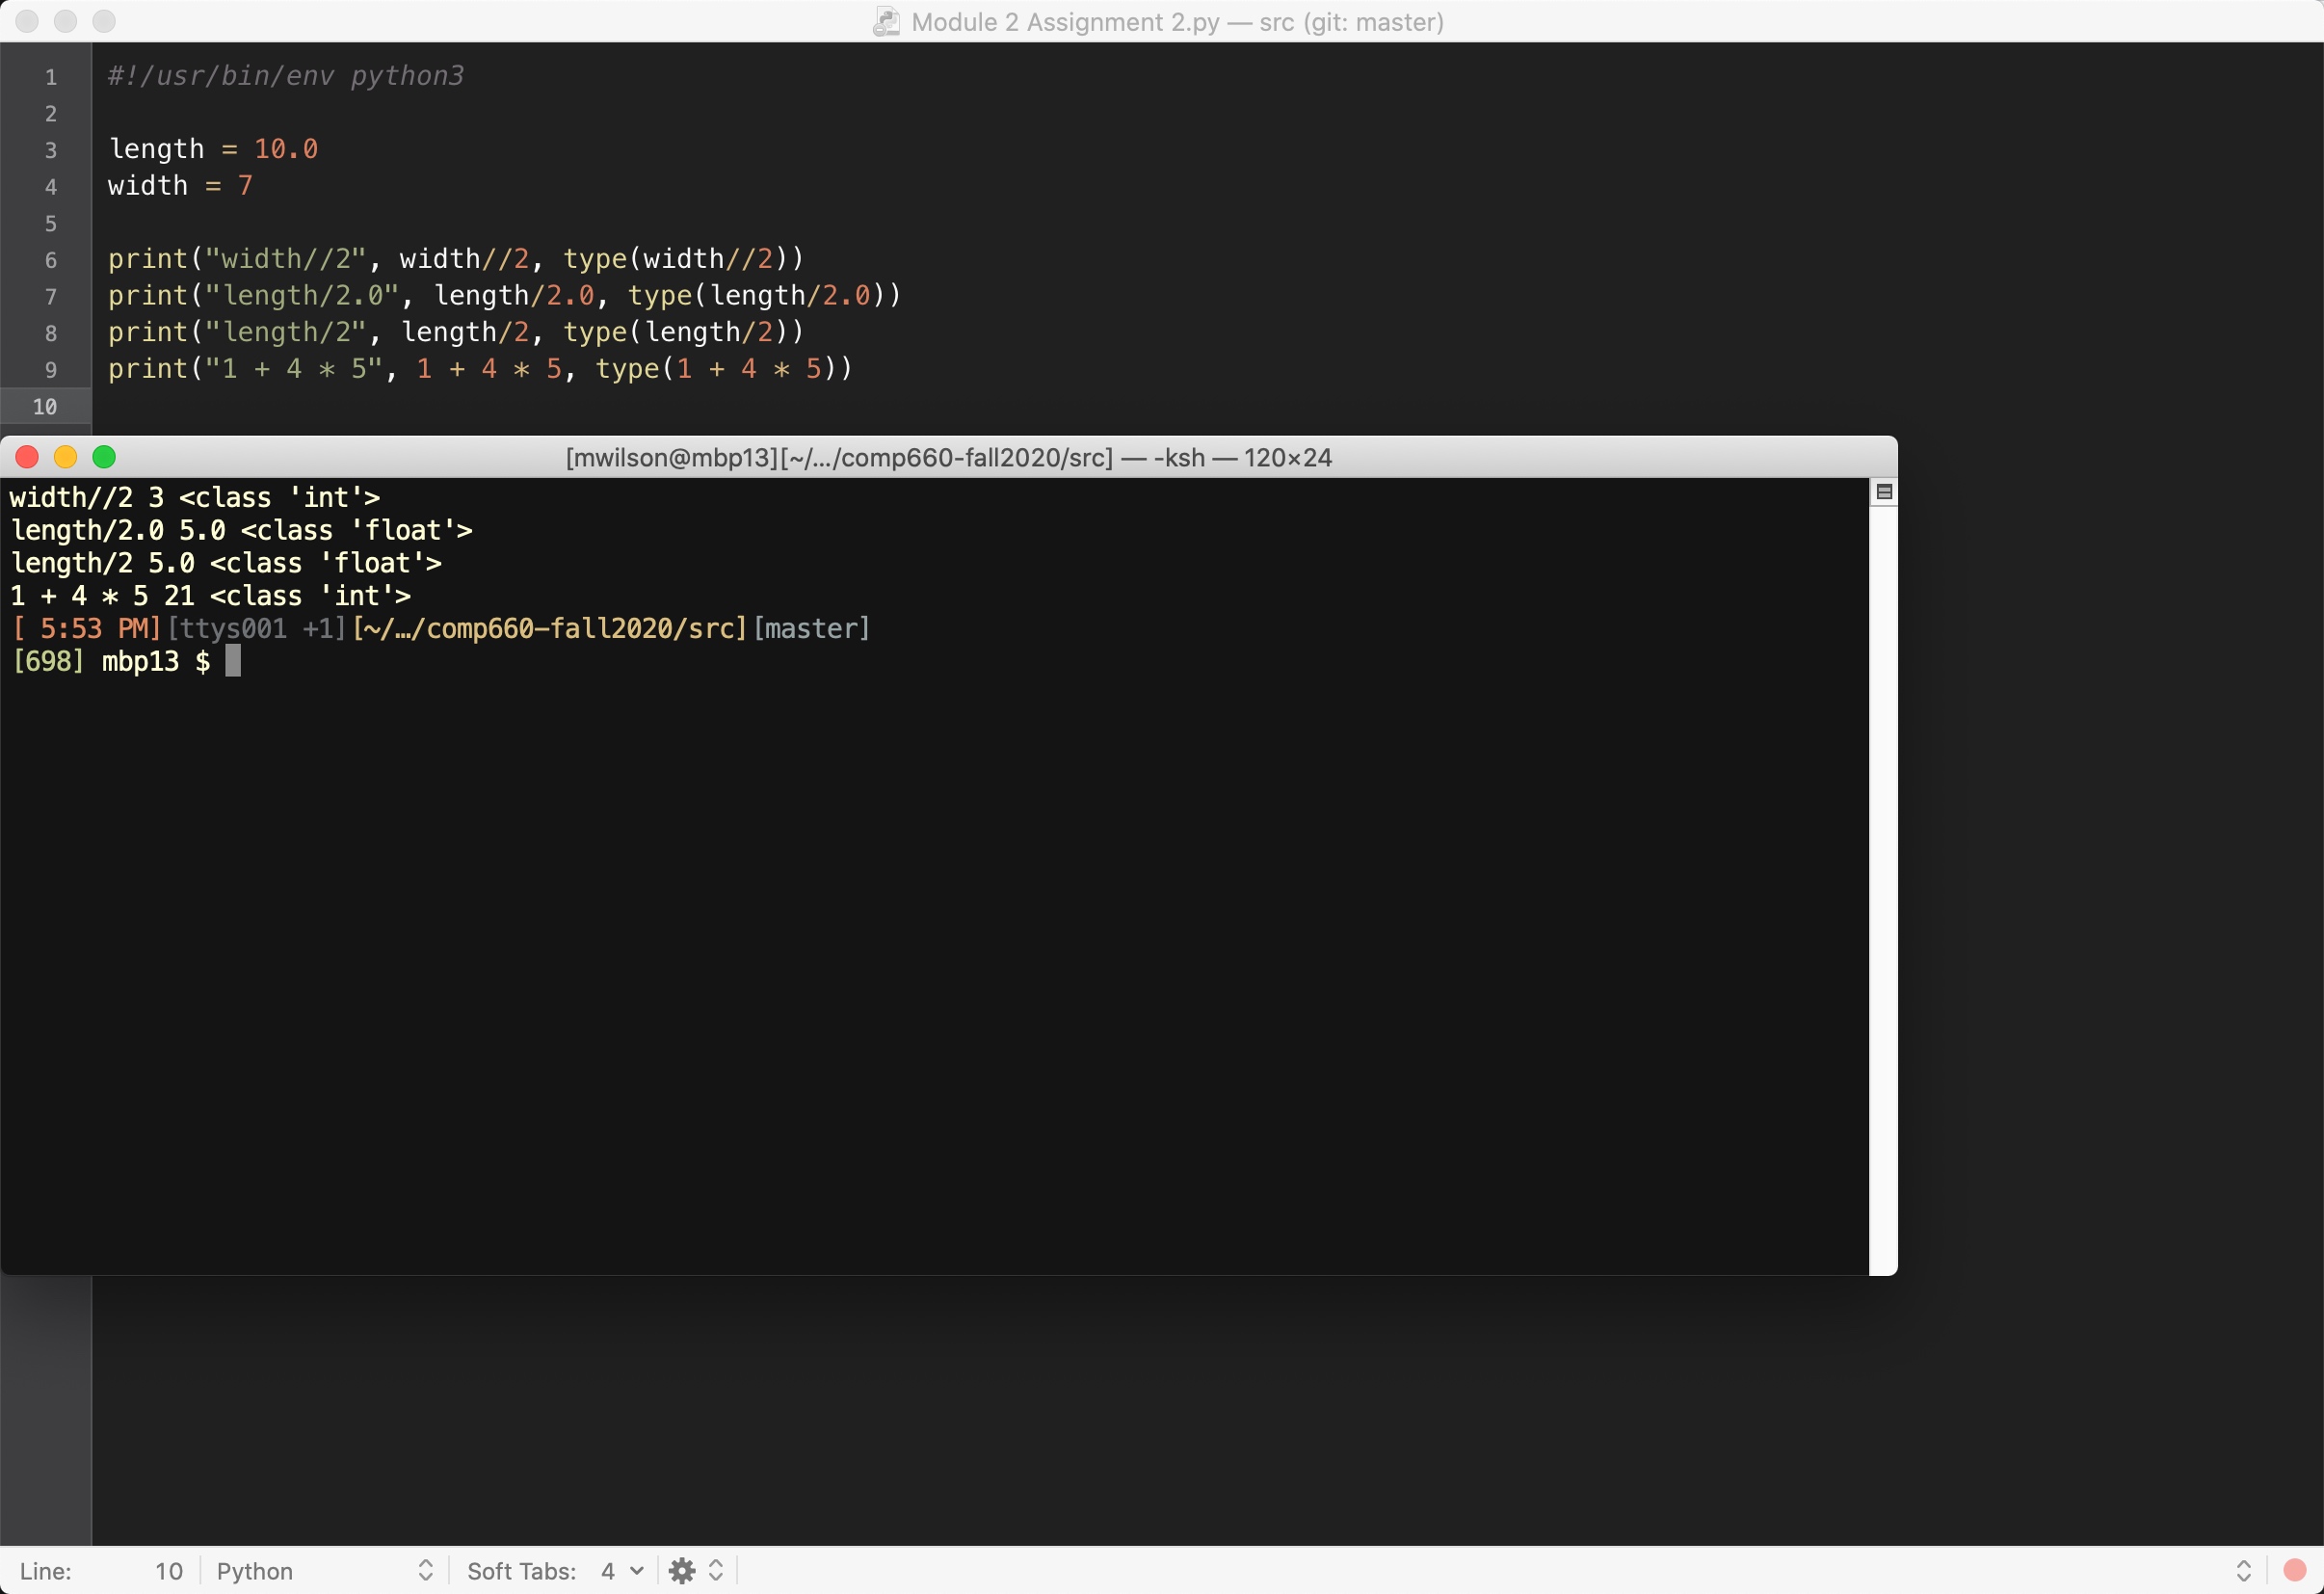 Module 2 Assignment 2.py — src (git: master)
1 #!/usr/bin/env python3
2
3 length = 10.0
4 width = 7
5
6 print("width//2", width//2, type(width//2))
7 print("length/2.0", length/2.0, type(length/2.0))
8 print("length/2", length/2, type(length/2))
9 print("1 + 4 * 5", 1 + 4 * 5, type(1 + 4 * 5))
10
[mwilson@mbp13][~/.../comp660-fall2020/src] — -ksh — 120×24
width//2 3 <class 'int'>
length/2.0 5.0 <class 'float'>
length/2 5.0 <class 'float'>
1 + 4 * 5 21 <class 'int'>
[ 5:53 PM][ttys001 +1][~/…/comp660-fall2020/src][master]
[698] mbp13 $
Line: 10 Python Soft Tabs: 4